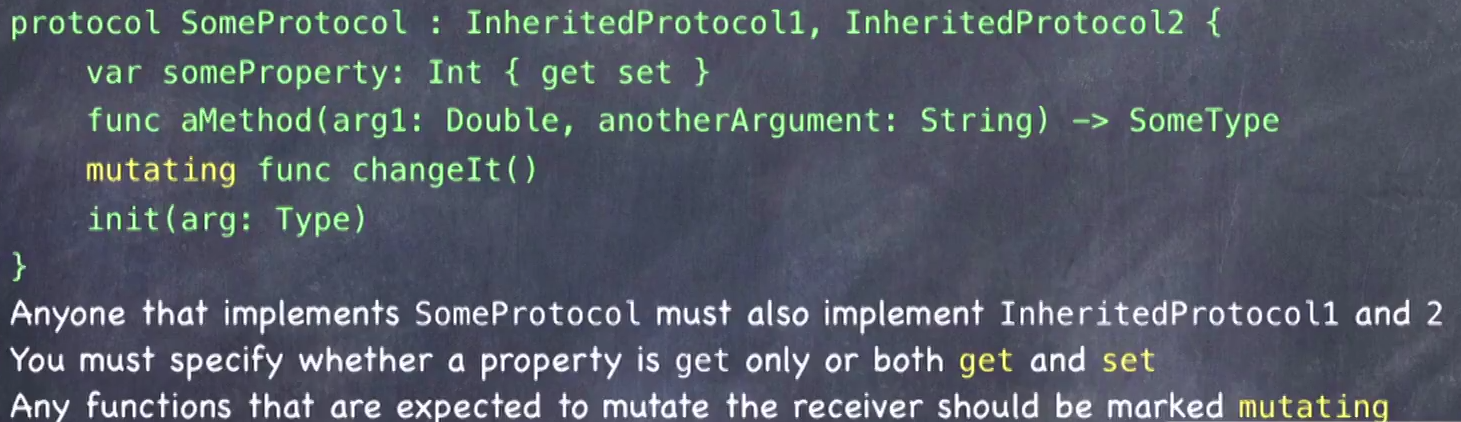 protocol SomeProtocol : InheritedProtocol1, InheritedProtocol2 {
var someProperty: Int { get set }
func aMethod(arg1: Double, anotherArgument: String) -> SomeType
mutating func changeIt()
init(arg: Type)
}
Anyone that implements SomeProtocol must also implement InheritedProtocol1 and 2
You must specify whether a property is get only or both get and set
Any functions that are expected to mutate the receiver should be marked mutating